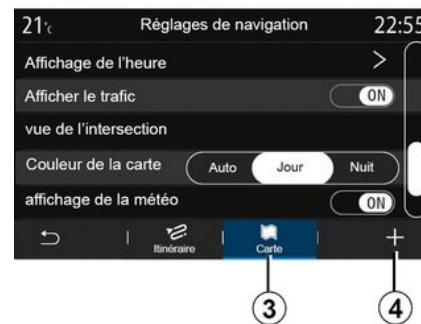 21°c Réglages de navigation 22:55
Affichage de l'heure >
Afficher le trafic ON
vue de l'intersection
Couleur de la carte Auto Jour Nuit
affichage de la météo ON
Itinéraire Carte +
3 4